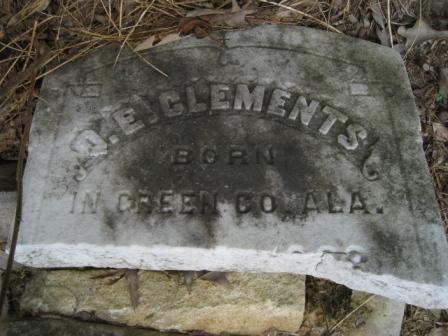 D. E. CLEMENTS
BORN
IN GREEN CO. ALA.